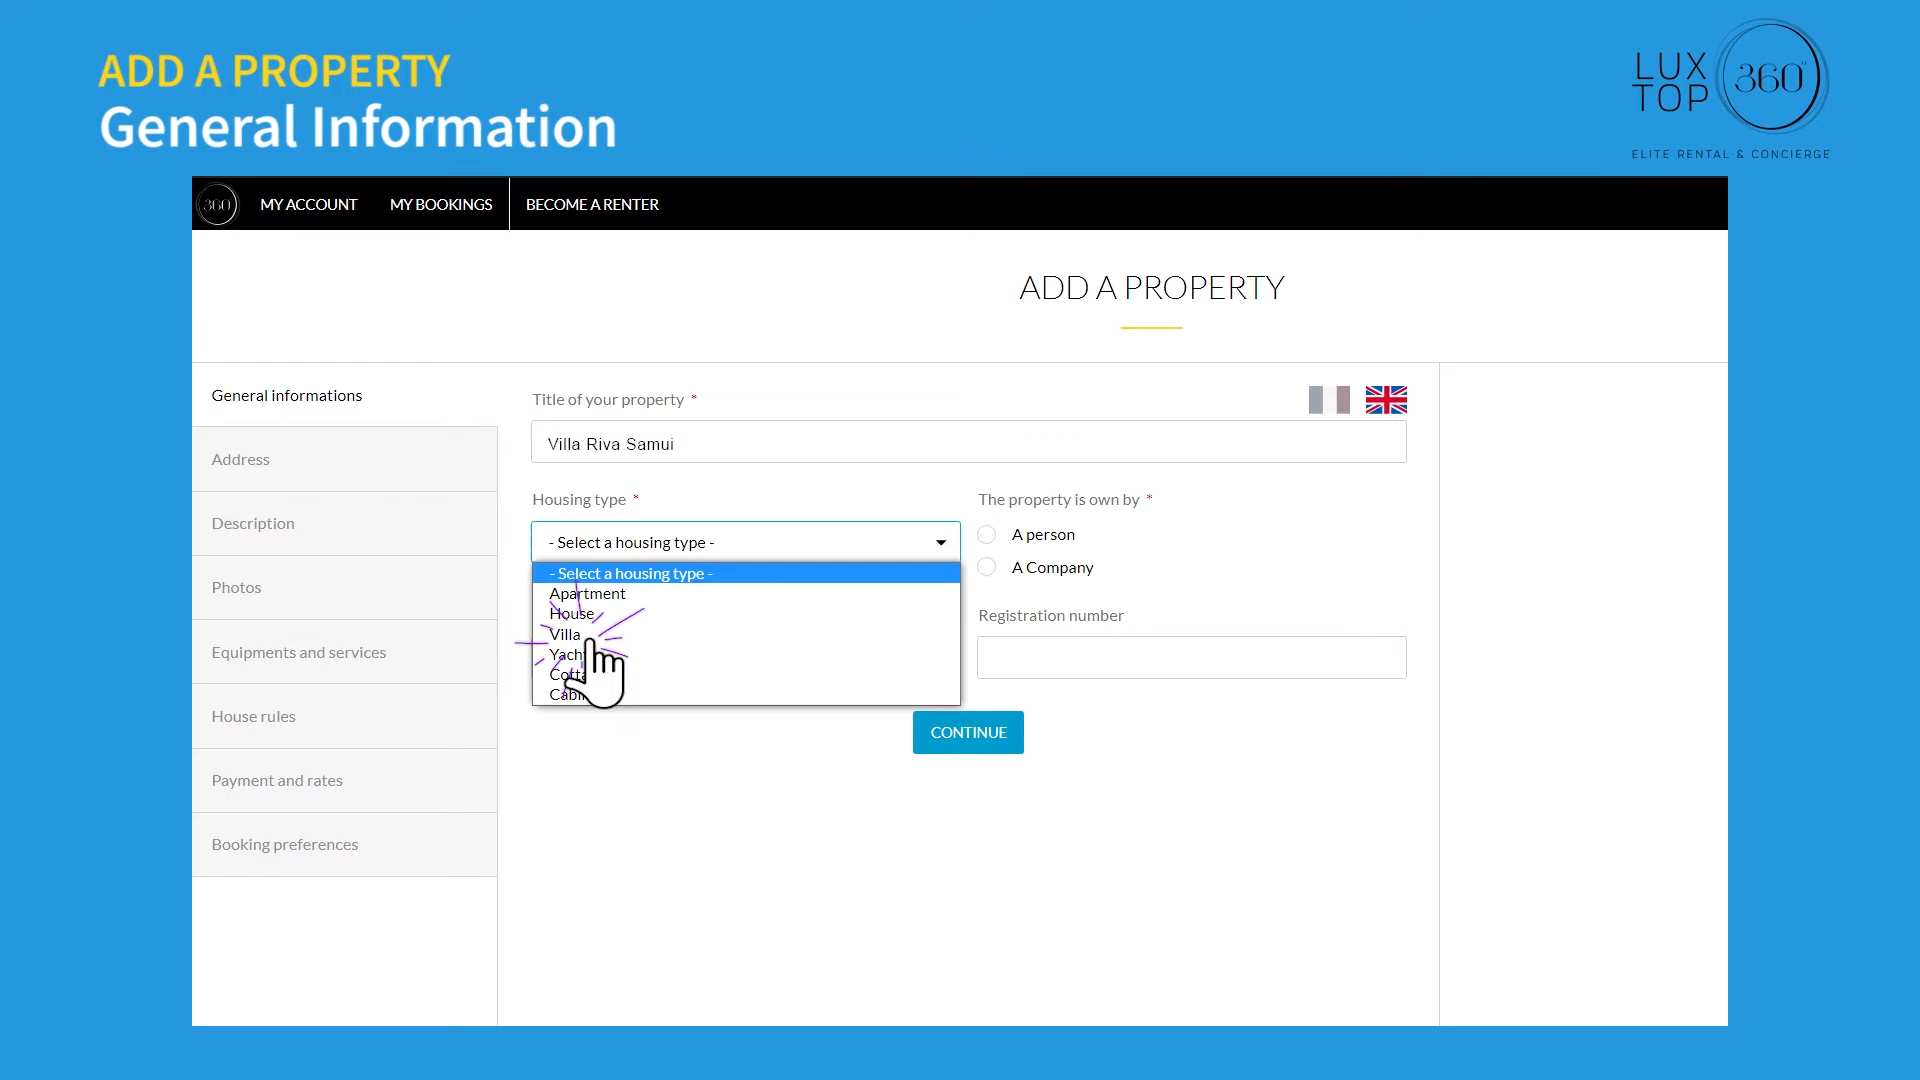 ADD A PROPERTY
General Information
LUX
TOP
360°
ELITE RENTAL & CONCIERGE
360
MY ACCOUNT
MY BOOKINGS
BECOME A RENTER
ADD A PROPERTY
General informations
Address
Description
Photos
Equipments and services
House rules
Payment and rates
Booking preferences
Title of your property *
Villa Riva Samui
Housing type *
- Select a housing type -
- Select a housing type -
Apartment
House
Villa
The property is own by *
A person
A Company
Registration number
CONTINUE